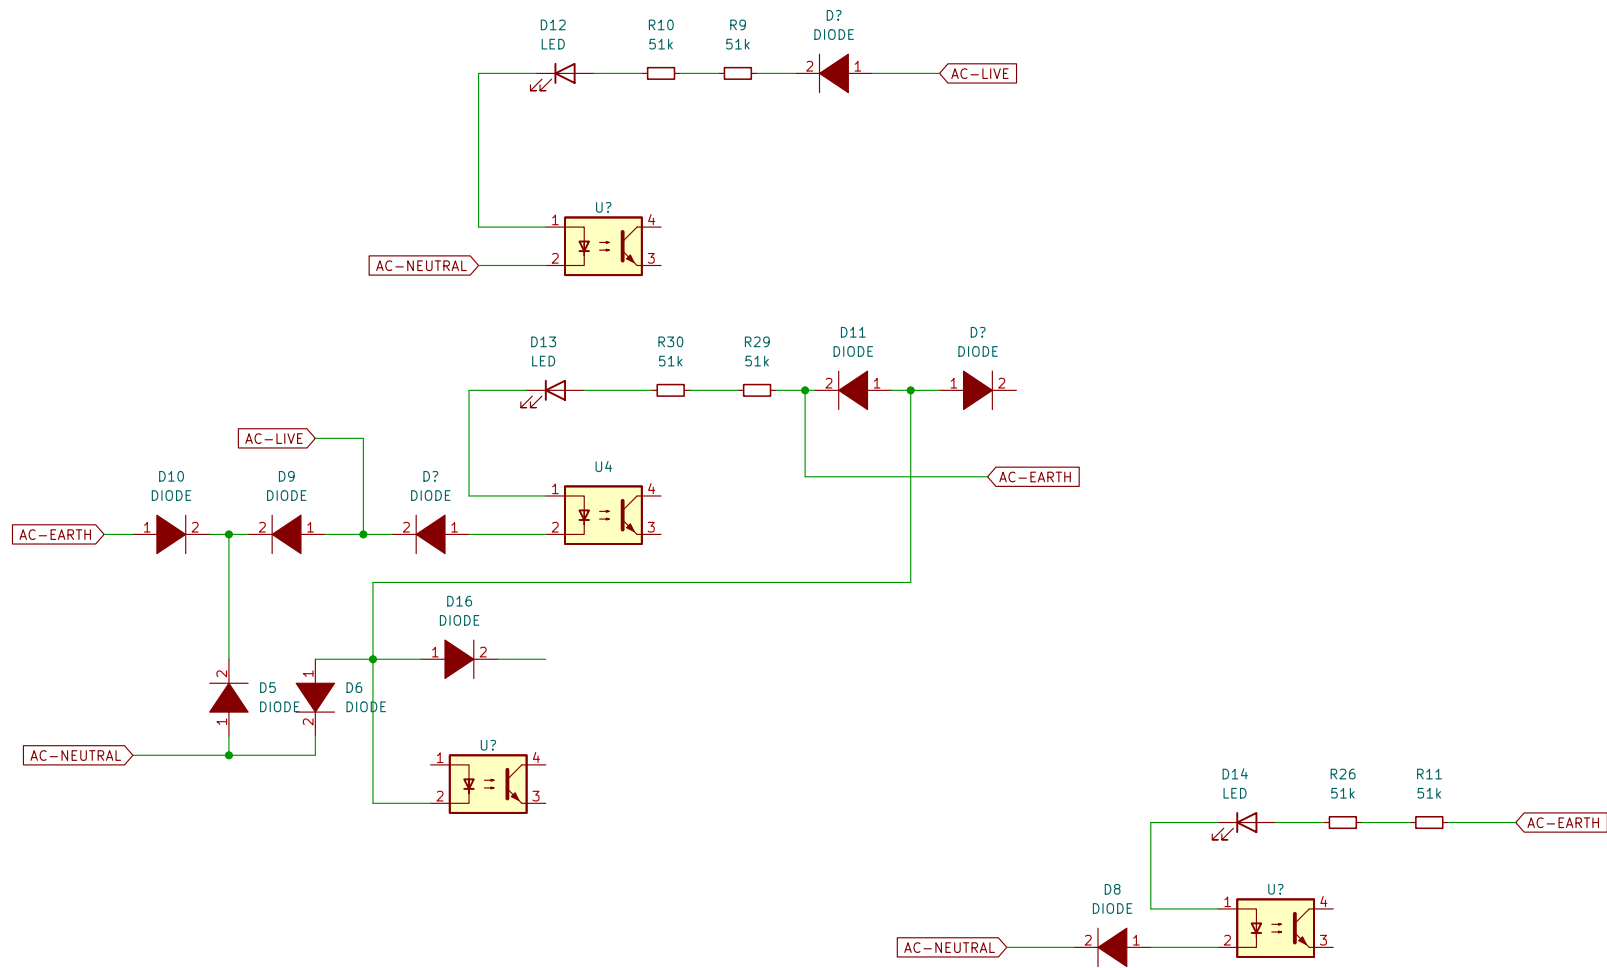 D12
LED
R10
51k
R9
51k
D?
DIODE
2 1
AC-LIVE
U?
1 4
AC-NEUTRAL
2 3
D13
LED
R30
51k
R29
51k
D11
DIODE
D?
DIODE
2 1
1 2
AC-LIVE
U4
AC-EARTH
D10
DIODE
D9
DIODE
D?
DIODE
1 4
AC-EARTH
1 2
2 1
2 1
2 3
D16
DIODE
1 2
2
1
D5
DIODE
1
2
D6
DIODE
AC-NEUTRAL
U?
1 4
2 3
D14
LED
R26
51k
R11
51k
AC-EARTH
D8
DIODE
U?
1 4
AC-NEUTRAL
2 1
2 3